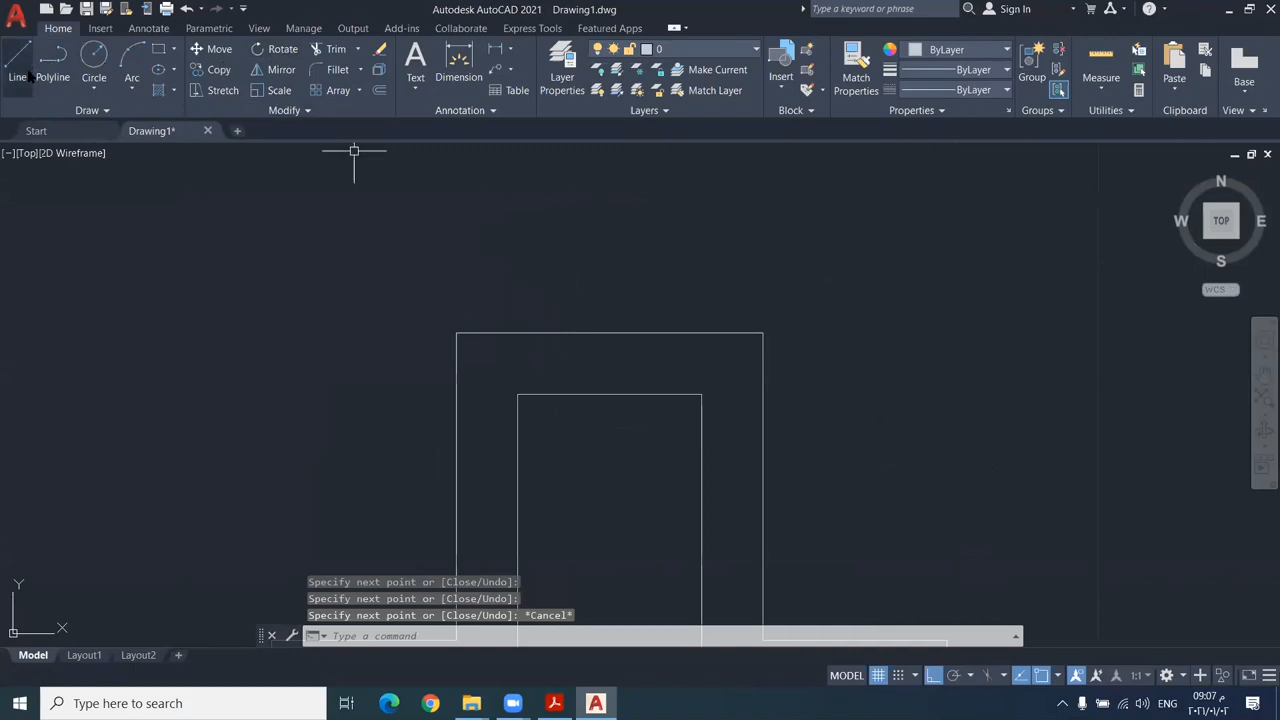 Autodesk AutoCAD 2021 Drawing1.dwg
Type a keyword or phrase
Sign In
Home Insert Annotate Parametric View Manage Output Add-ins Collaborate Express Tools Featured Apps
Line Polyline Circle Arc
Move Rotate Trim
Copy Mirror Fillet
Stretch Scale Array
Text Dimension Table
Layer Properties
0
Make Current
Match Layer
Insert
Match Properties
ByLayer
ByLayer
ByLayer
Group
Measure
Paste
Base
Draw Modify Annotation Layers Block Properties Groups Utilities Clipboard View
Start Drawing1*
[−][Top][2D Wireframe]
N
W TOP E
S
WCS
Specify next point or [Close/Undo]:
Specify next point or [Close/Undo]:
Specify next point or [Close/Undo]: *Cancel*
Type a command
Y
X
Model Layout1 Layout2
MODEL 1:1
Type here to search
09:07